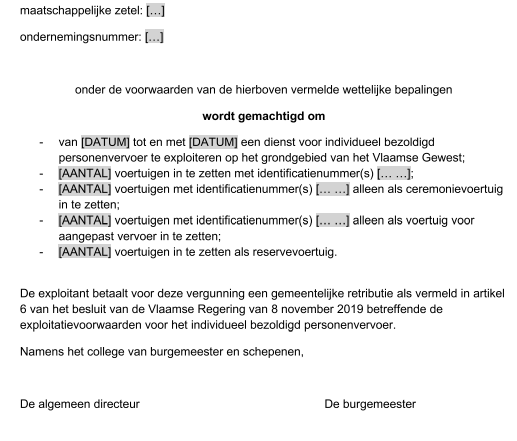 maatschappelijke zetel: [...]
ondernemingsnummer: [...]
onder de voorwaarden van de hierboven vermelde wettelijke bepalingen
wordt gemachtigd om
- van [DATUM] tot en met [DATUM] een dienst voor individueel bezoldigd
personenvervoer te exploiteren op het grondgebied van het Vlaamse Gewest;
- [AANTAL] voertuigen in te zetten met identificatienummer(s) [... ...];
- [AANTAL] voertuigen met identificatienummer(s) [... ...] alleen als ceremonievoertuig
in te zetten;
- [AANTAL] voertuigen met identificatienummer(s) [... ...] alleen als voertuig voor
aangepast vervoer in te zetten;
- [AANTAL] voertuigen in te zetten als reservevoertuig.
De exploitant betaalt voor deze vergunning een gemeentelijke retributie als vermeld in artikel
6 van het besluit van de Vlaamse Regering van 8 november 2019 betreffende de
exploitatievoorwaarden voor het individueel bezoldigd personenvervoer.
Namens het college van burgemeester en schepenen,
De algemeen directeur De burgemeester